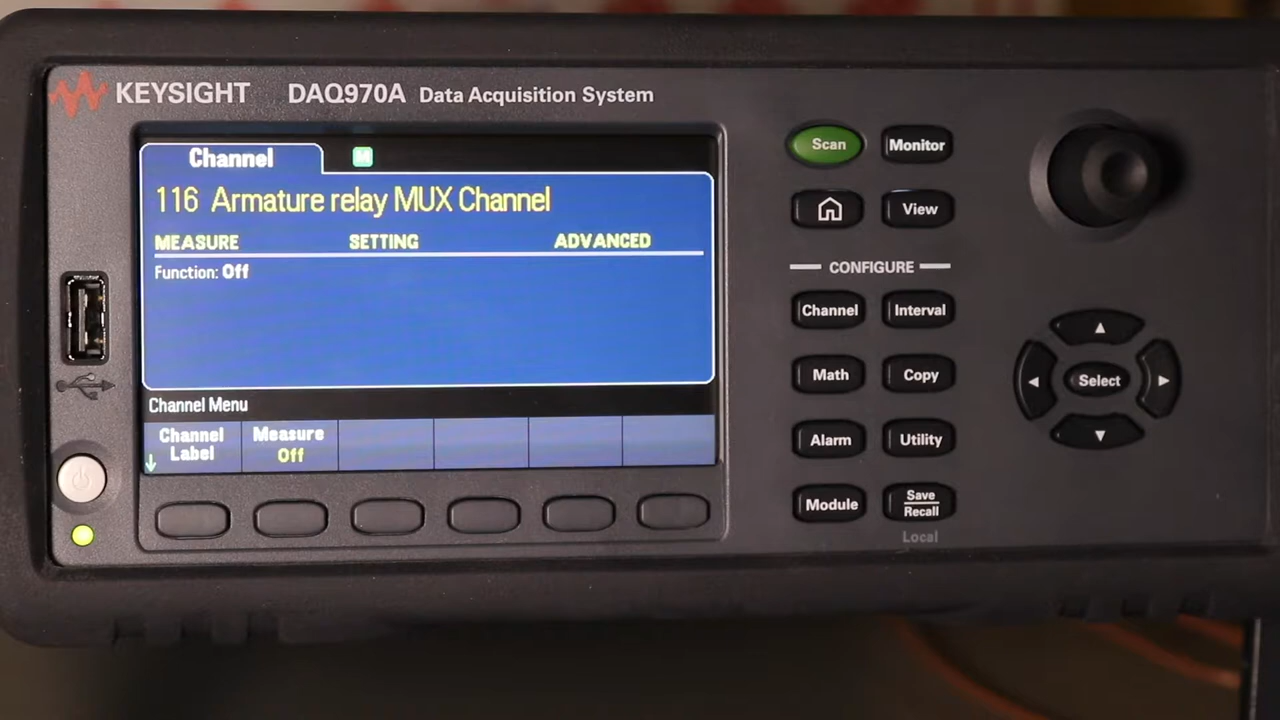 KEYSIGHT DAQ970A Data Acquisition System
Channel M
116 Armature relay MUX Channel
MEASURE SETTING ADVANCED
Function: Off
Channel Menu
Channel Label
Measure Off
Scan Monitor
View
CONFIGURE
Channel Interval
Math Copy
Alarm Utility
Module Save Recall
Local
Select